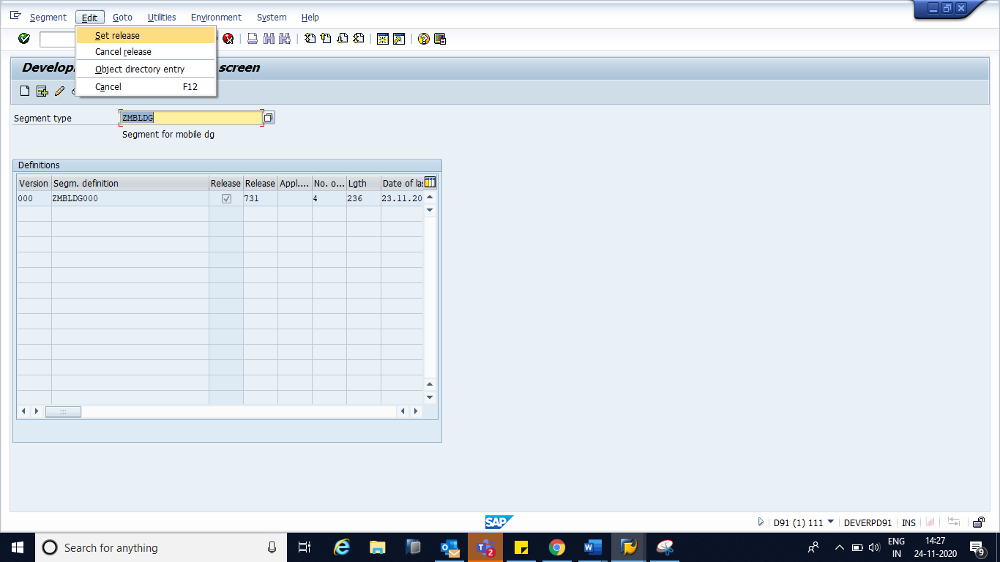 Segment Edit Goto Utilities Environment System Help
Set release
Cancel release
Object directory entry
Cancel F12
Develop screen
Segment type ZMBLDG
Segment for mobile dg
Definitions
Version Segm. definition Release Release Appl.... No. o... Lgth Date of las
000 ZMBLDG000 731 4 236 23.11.20
SAP D91 (1) 111 DEVERPD91 INS
Search for anything
2
ENG
IN
14:27
24-11-2020
9